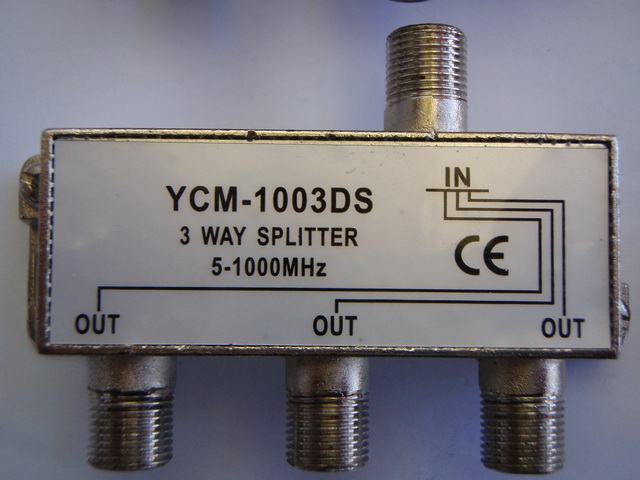 IN
YCM-1003DS
3 WAY SPLITTER
5-1000MHz
CE
OUT OUT OUT